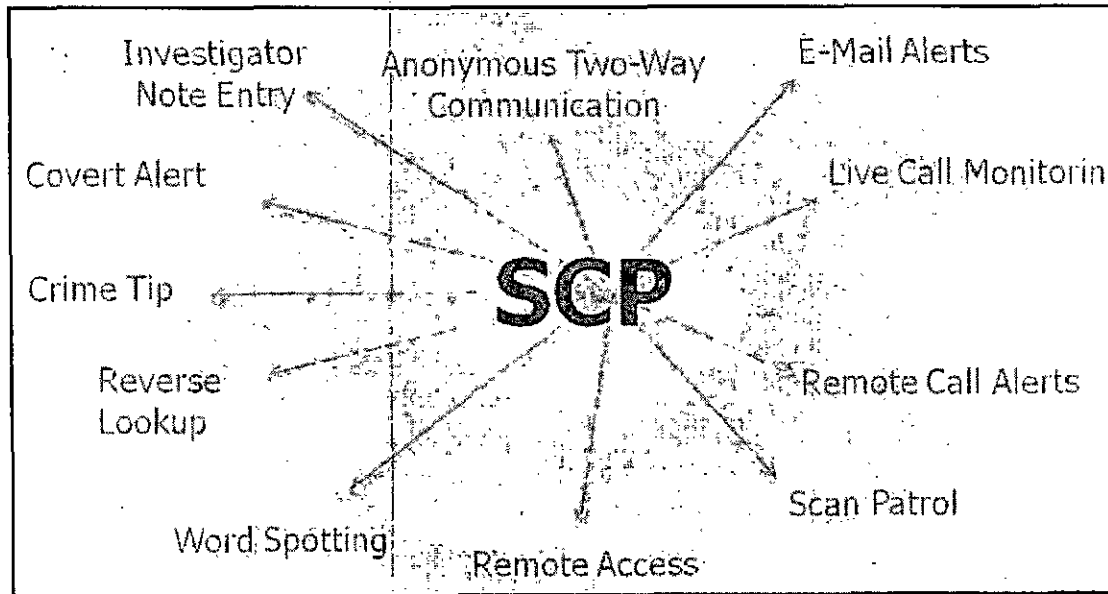 Investigator
Note Entry
Anonymous Two-Way
Communication
E-Mail Alerts
Covert Alert
Live Call Monitorin
Crime Tip
SCP
Reverse
Lookup
Remote Call Alerts
Word Spotting
Remote Access
Scan Patrol